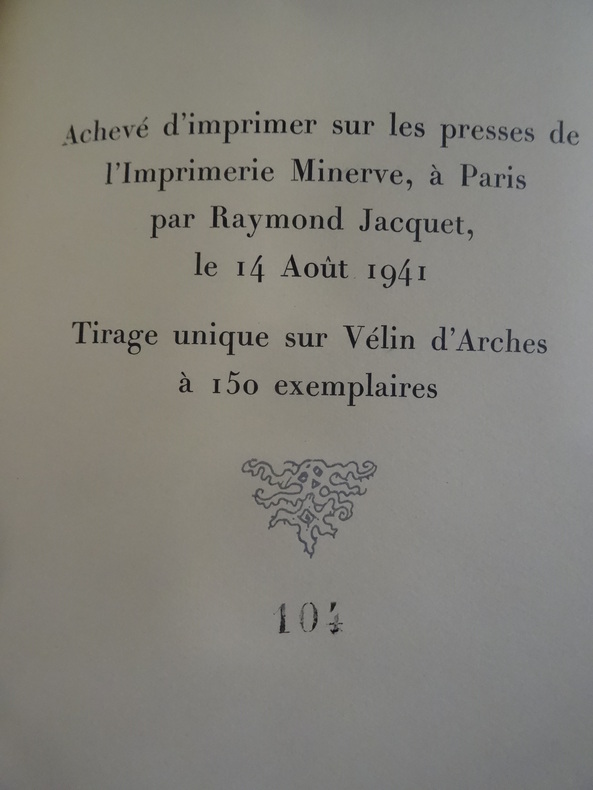 Achevé d'imprimer sur les presses de
l'Imprimerie Minerve, à Paris
par Raymond Jacquet,
le 14 Août 1941
Tirage unique sur Vélin d'Arches
à 150 exemplaires
104